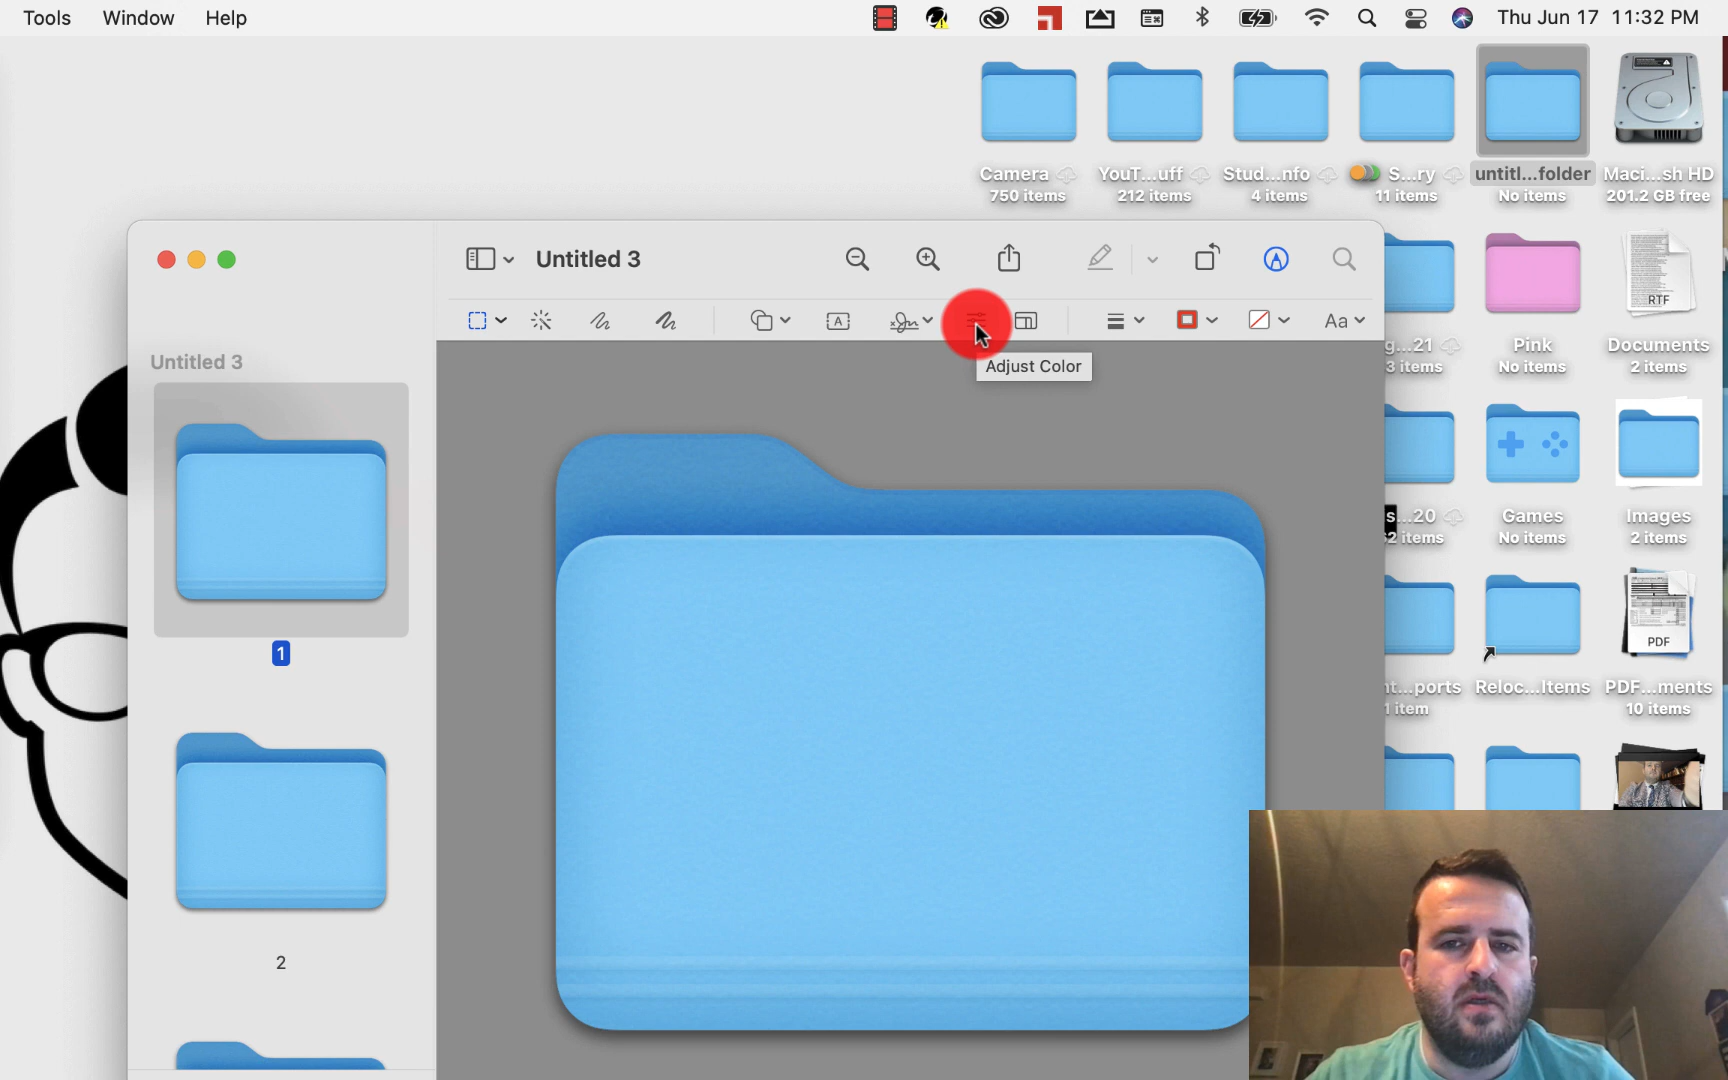 Tools Window Help Thu Jun 17 11:32 PM
Camera YouT...uff Stud...nfo S...ry untitl...folder Maci...sh HD
750 items 212 items 4 items 11 items No items 201.2 GB free
Untitled 3
A Aa
Adjust Color
Untitled 3
RTF
g...21 Pink Documents
3 items No items 2 items
s...20 Games Images
2 items No items 2 items
1
PDF
nt...ports Reloc...Items PDF...ments
1 item 10 items
2